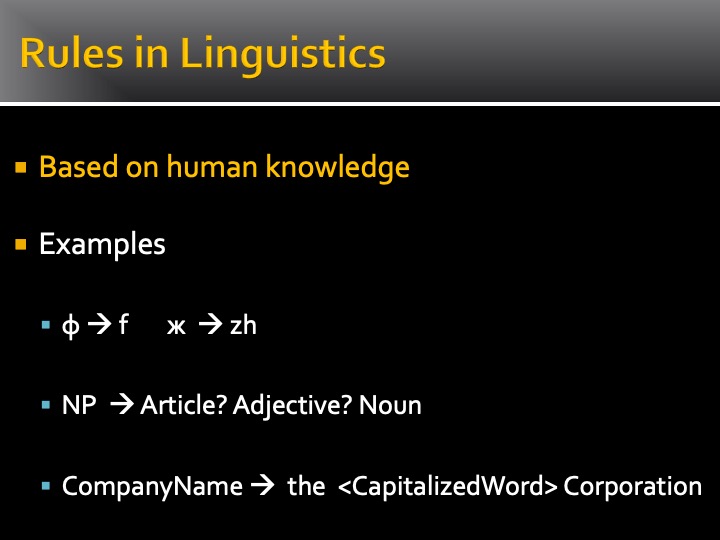 Rules in Linguistics
Based on human knowledge
Examples
ф → f ж → zh
NP → Article? Adjective? Noun
CompanyName → the <CapitalizedWord> Corporation